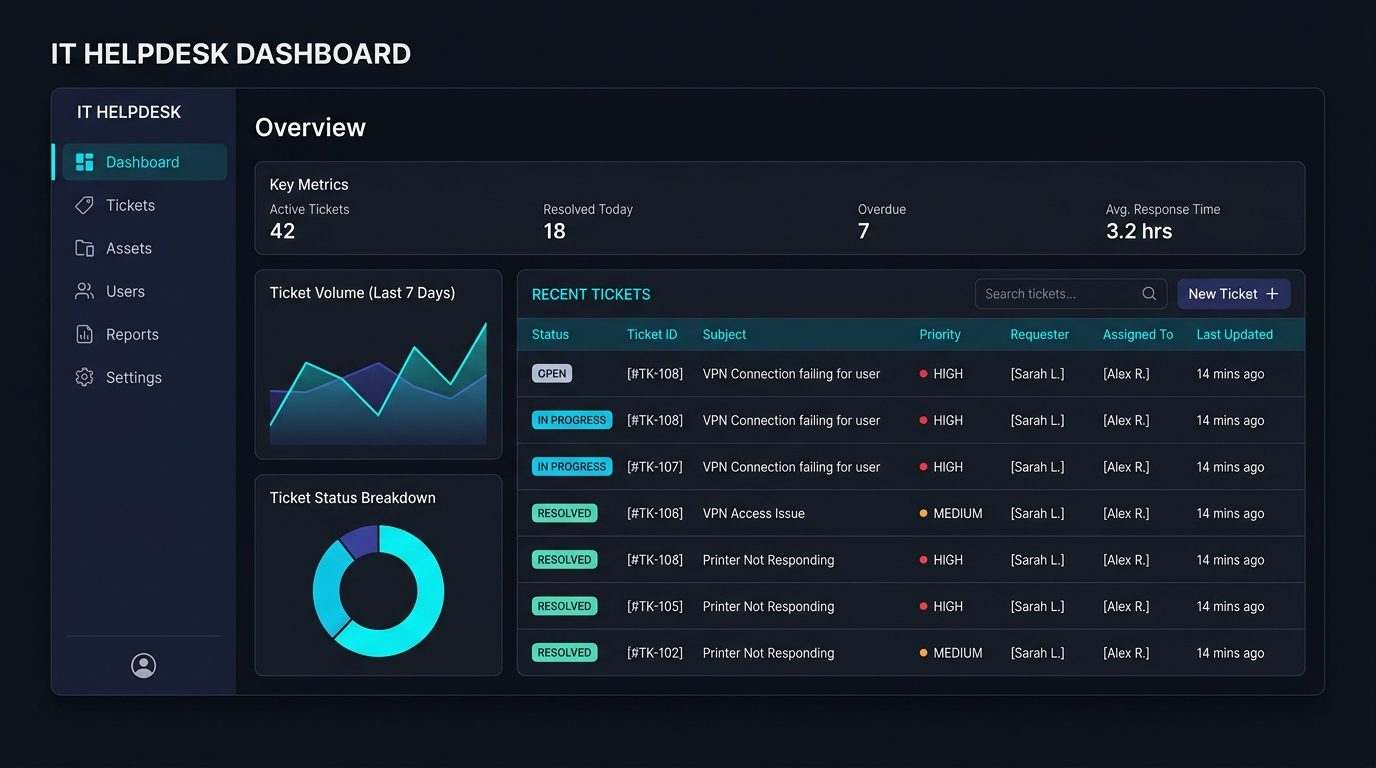 IT HELPDESK DASHBOARD
IT HELPDESK
Dashboard
Tickets
Assets
Users
Reports
Settings
Overview
Key Metrics
Active Tickets
42
Resolved Today
18
Overdue
7
Avg. Response Time
3.2 hrs
Ticket Volume (Last 7 Days)
Ticket Status Breakdown
RECENT TICKETS
Search tickets...
New Ticket +
Status Ticket ID Subject Priority Requester Assigned To Last Updated
OPEN [#TK-108] VPN Connection failing for user HIGH [Sarah L.] [Alex R.] 14 mins ago
IN PROGRESS [#TK-108] VPN Connection failing for user HIGH [Sarah L.] [Alex R.] 14 mins ago
IN PROGRESS [#TK-107] VPN Connection failing for user HIGH [Sarah L.] [Alex R.] 14 mins ago
RESOLVED [#TK-108] VPN Access Issue MEDIUM [Sarah L.] [Alex R.] 14 mins ago
RESOLVED [#TK-108] Printer Not Responding HIGH [Sarah L.] [Alex R.] 14 mins ago
RESOLVED [#TK-105] Printer Not Responding HIGH [Sarah L.] [Alex R.] 14 mins ago
RESOLVED [#TK-102] Printer Not Responding MEDIUM [Sarah L.] [Alex R.] 14 mins ago